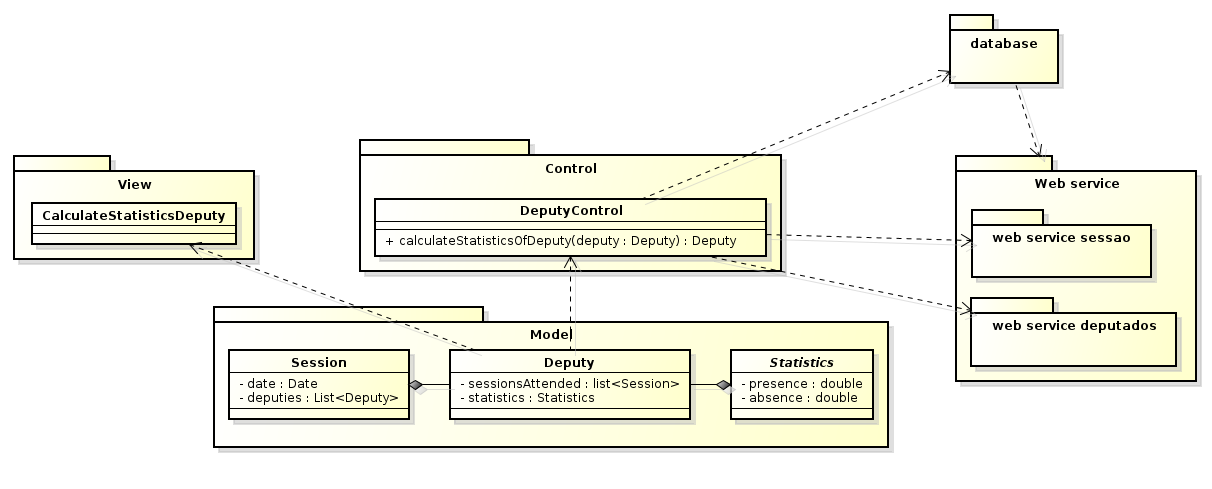 database
Control
View
Web service
DeputyControl
+ calculateStatisticsOfDeputy(deputy : Deputy) : Deputy
CalculateStatisticsDeputy
web service sessao
web service deputados
Model
Session
- date : Date
- deputies : List<Deputy>
Deputy
- sessionsAttended : list<Session>
- statistics : Statistics
Statistics
- presence : double
- absence : double